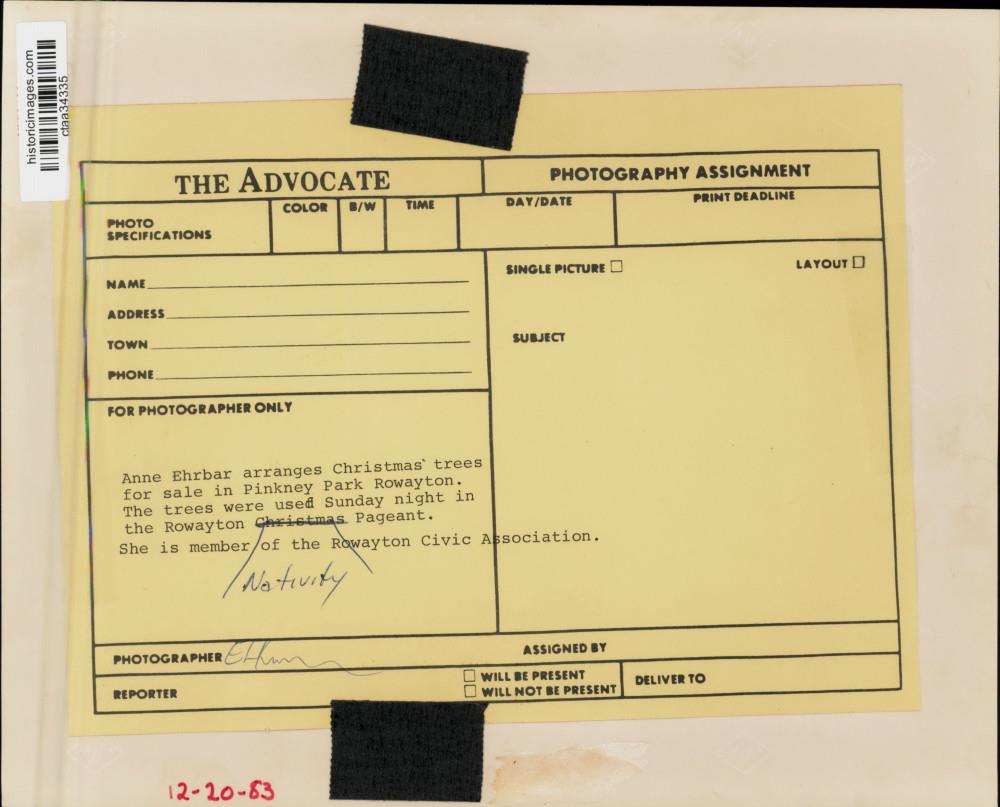 historicimages.com
ctaa34335
THE ADVOCATE
PHOTOGRAPHY ASSIGNMENT
PHOTO SPECIFICATIONS
COLOR
B/W
TIME
DAY/DATE
PRINT DEADLINE
NAME
ADDRESS
TOWN
PHONE
SINGLE PICTURE
LAYOUT
SUBJECT
FOR PHOTOGRAPHER ONLY
Anne Ehrbar arranges Christmas trees
for sale in Pinkney Park Rowayton.
The trees were used Sunday night in
the Rowayton Christmas Pageant.
She is member of the Rowayton Civic Association.
Nativity
PHOTOGRAPHER
ASSIGNED BY
REPORTER
WILL BE PRESENT
WILL NOT BE PRESENT
DELIVER TO
12-20-83